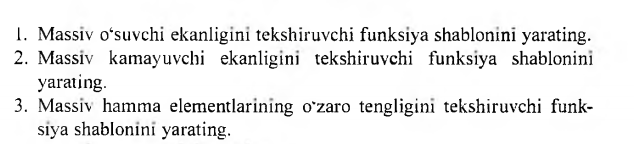 1. Massiv o‘suvchi ekanligini tekshiruvchi funksiya shablonini yarating.
2. Massiv kamayuvchi ekanligini tekshiruvchi funksiya shablonini
yarating.
3. Massiv hamma elementlarining o‘zaro tengligini tekshiruvchi funk-
siya shablonini yarating.